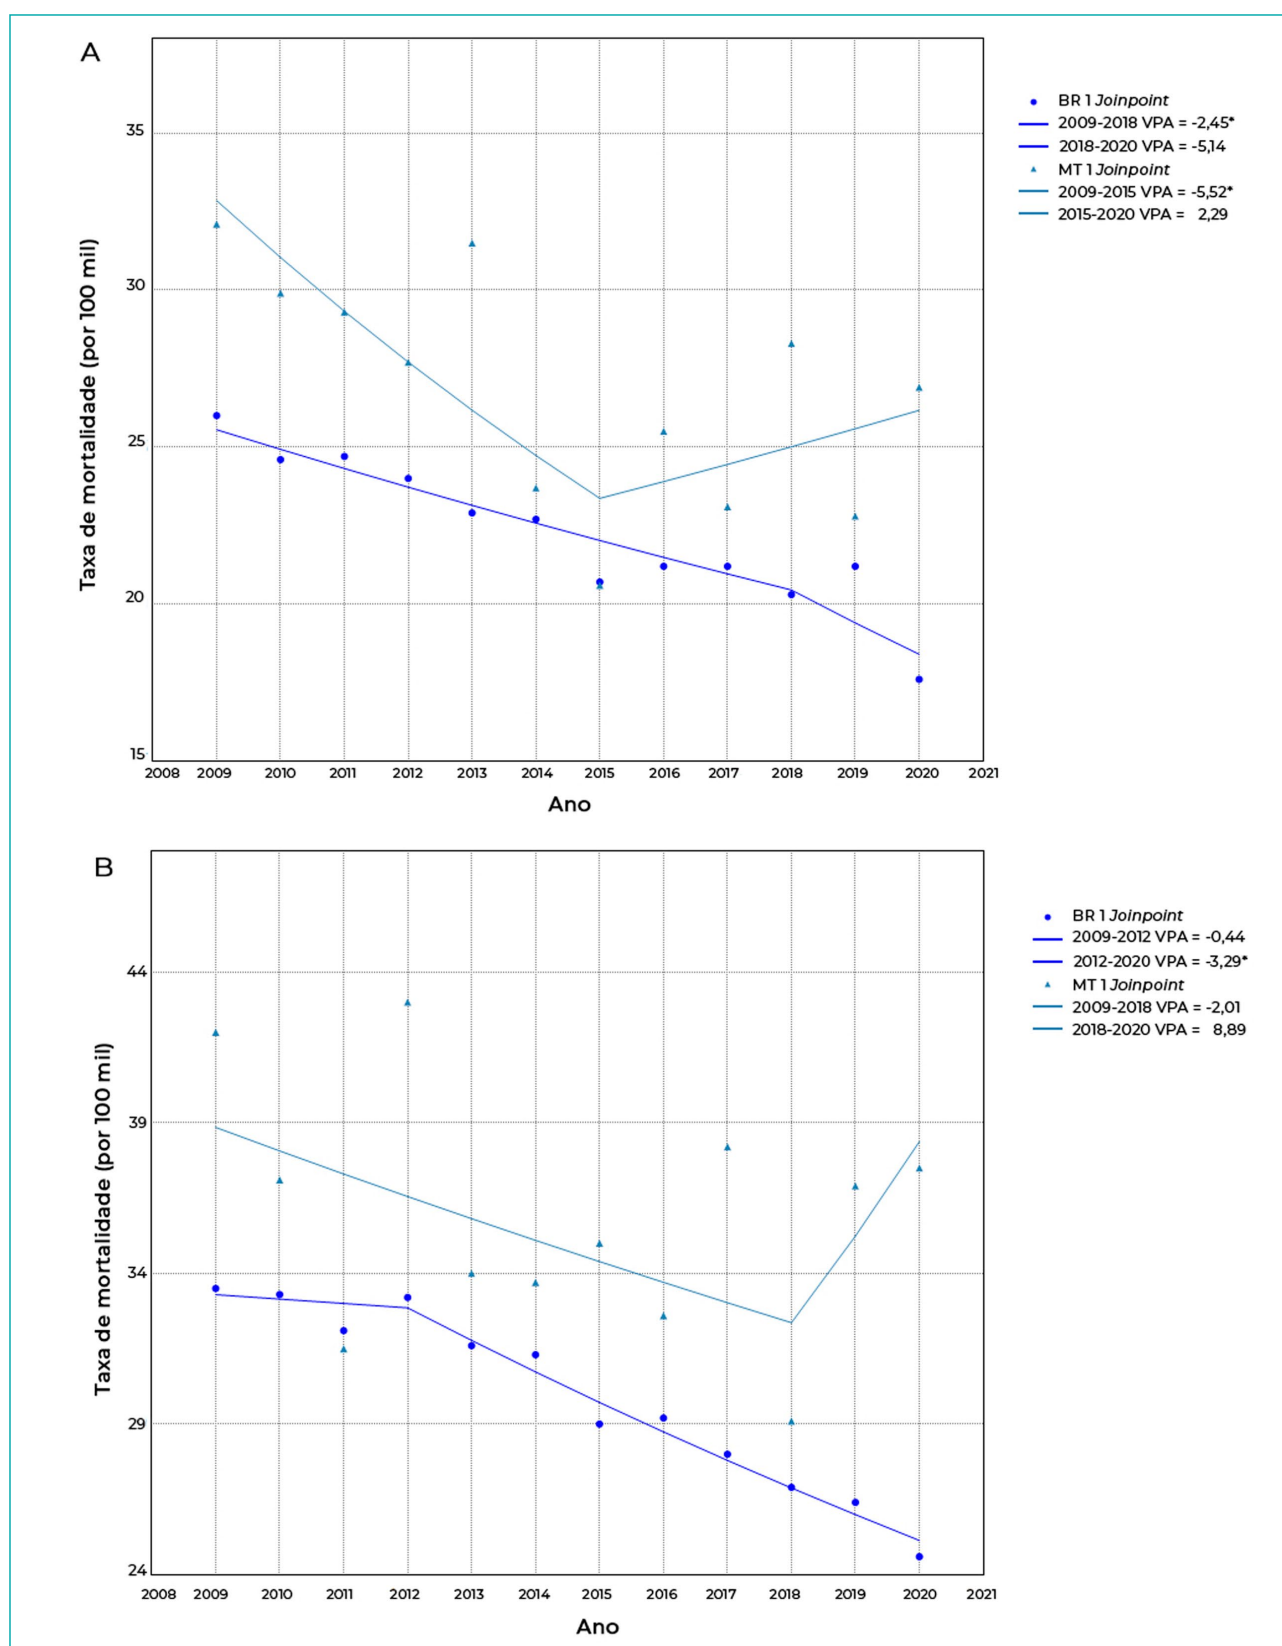 A
35
30
25
20
15
Taxa de mortalidade (por 100 mil)
2008 2009 2010 2011 2012 2013 2014 2015 2016 2017 2018 2019 2020 2021
Ano
BR 1 Joinpoint
2009-2018 VPA = -2,45*
2018-2020 VPA = -5,14
MT 1 Joinpoint
2009-2015 VPA = -5,52*
2015-2020 VPA = 2,29
B
44
39
34
29
24
Taxa de mortalidade (por 100 mil)
2008 2009 2010 2011 2012 2013 2014 2015 2016 2017 2018 2019 2020 2021
Ano
BR 1 Joinpoint
2009-2012 VPA = -0,44
2012-2020 VPA = -3,29*
MT 1 Joinpoint
2009-2018 VPA = -2,01
2018-2020 VPA = 8,89